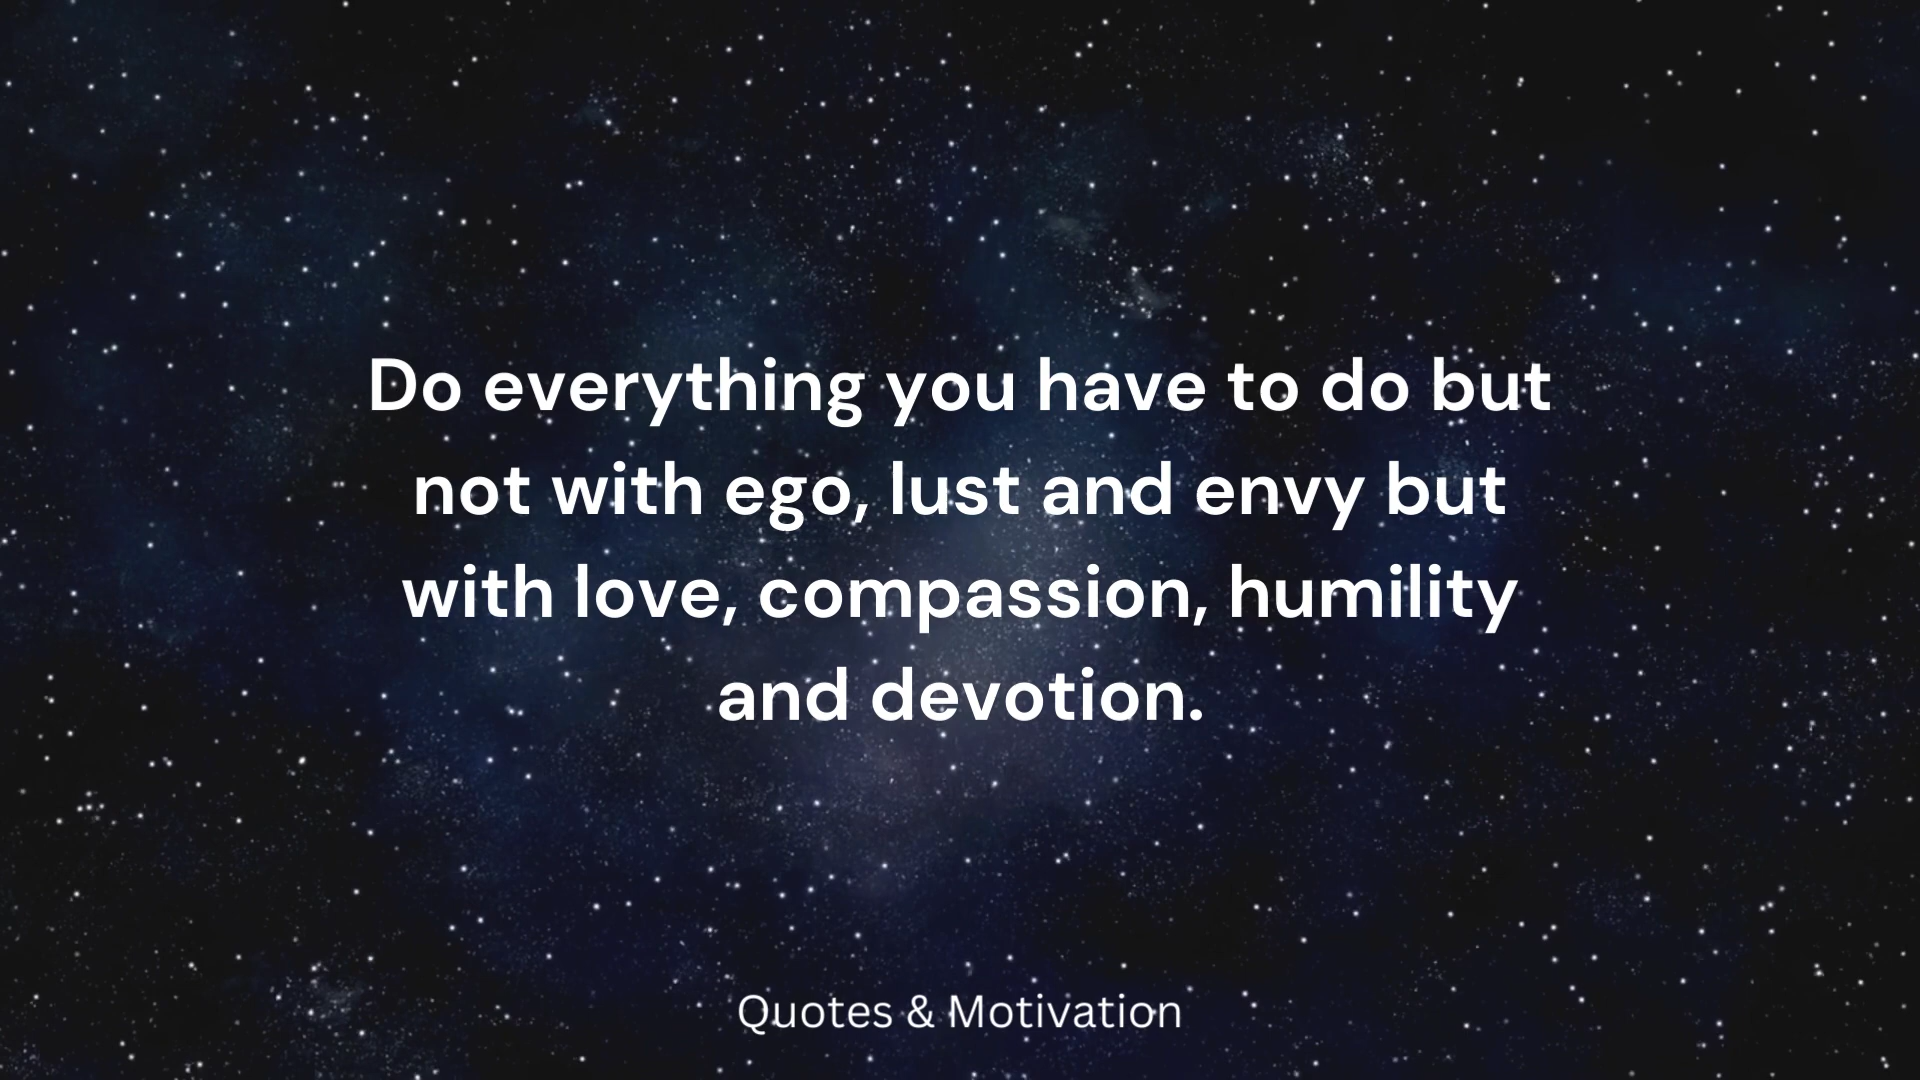 Do everything you have to do but
not with ego, lust and envy but
with love, compassion, humility
and devotion.
Quotes & Motivation